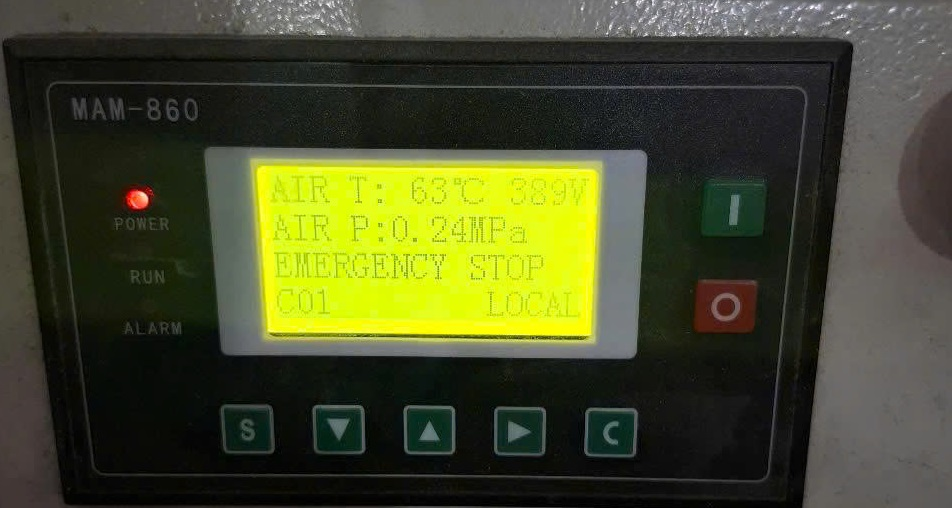 MAM-860
AIR T: 63℃ 389V
AIR P:0.24MPa
EMERGENCY STOP
C01 LOCAL
POWER
RUN
ALARM
I
O
S
C